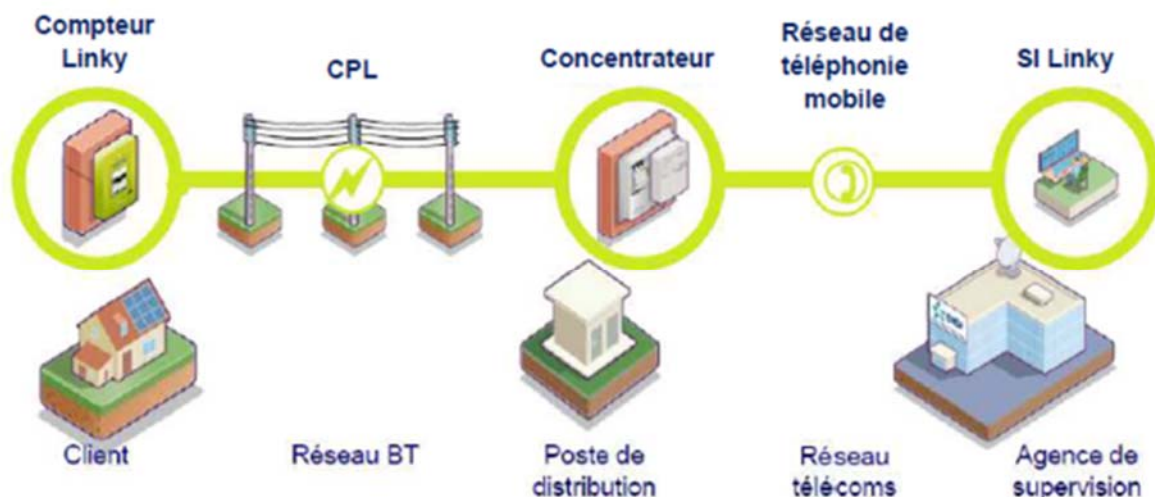 Compteur
Linky
CPL
Concentrateur
Réseau de
téléphonie
mobile
SI Linky
Client
Réseau BT
Poste de
distribution
Réseau
télécoms
Agence de
supervision